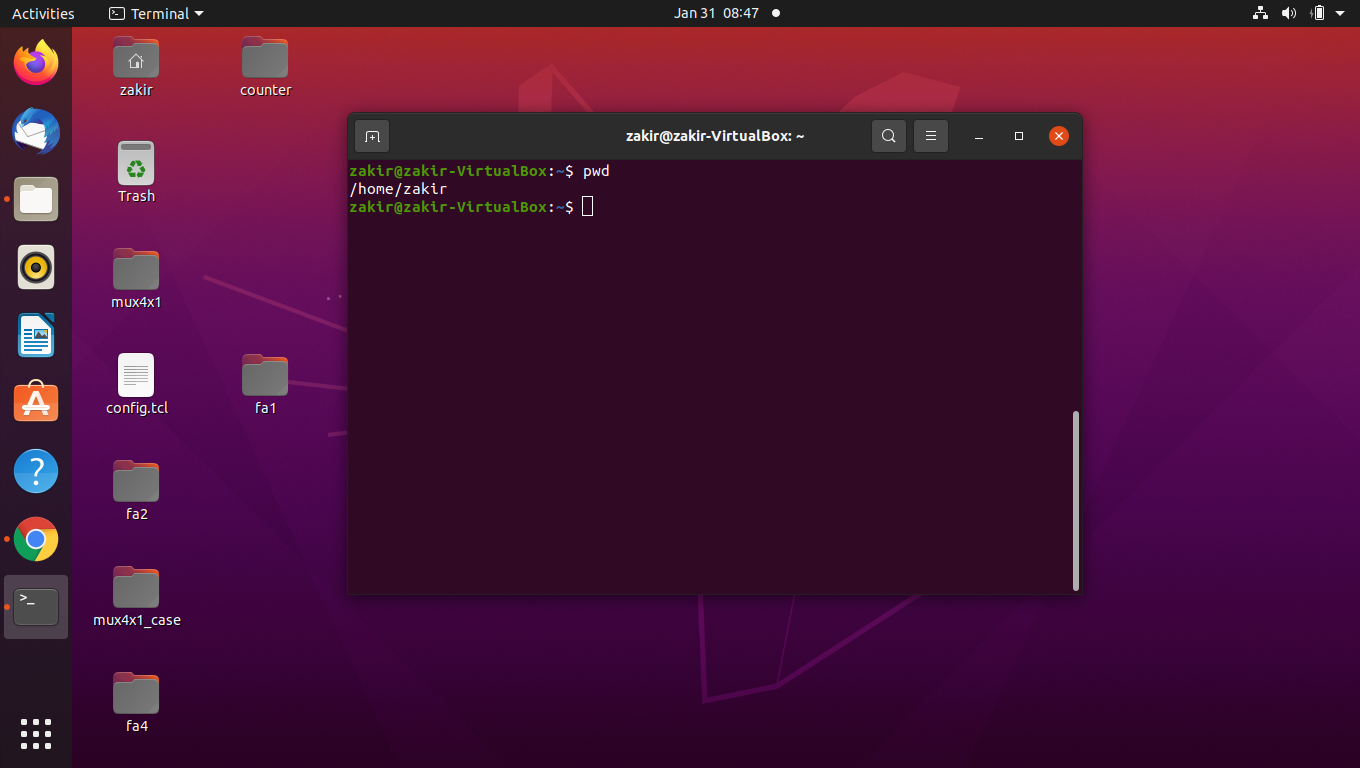 Activities
Terminal
Jan 31 08:47
zakir
counter
Trash
mux4x1
config.tcl
fa1
fa2
mux4x1_case
fa4
zakir@zakir-VirtualBox: ~
zakir@zakir-VirtualBox:~$ pwd
/home/zakir
zakir@zakir-VirtualBox:~$